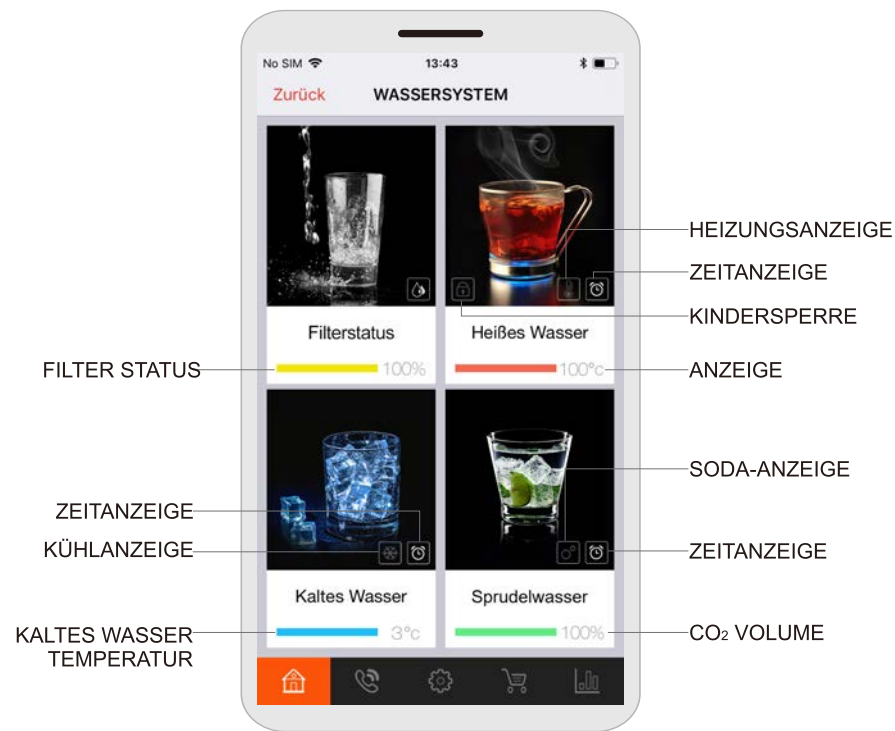 No SIM 13:43
Zurück WASSERSYSTEM
HEIZUNGSANZEIGE
ZEITANZEIGE
KINDERSPERRE
Filterstatus
Heißes Wasser
FILTER STATUS
100%
100°c
ANZEIGE
SODA-ANZEIGE
ZEITANZEIGE
KÜHLANZEIGE
ZEITANZEIGE
Kaltes Wasser
Sprudelwasser
KALTES WASSER
TEMPERATUR
3°c
100%
CO₂ VOLUME